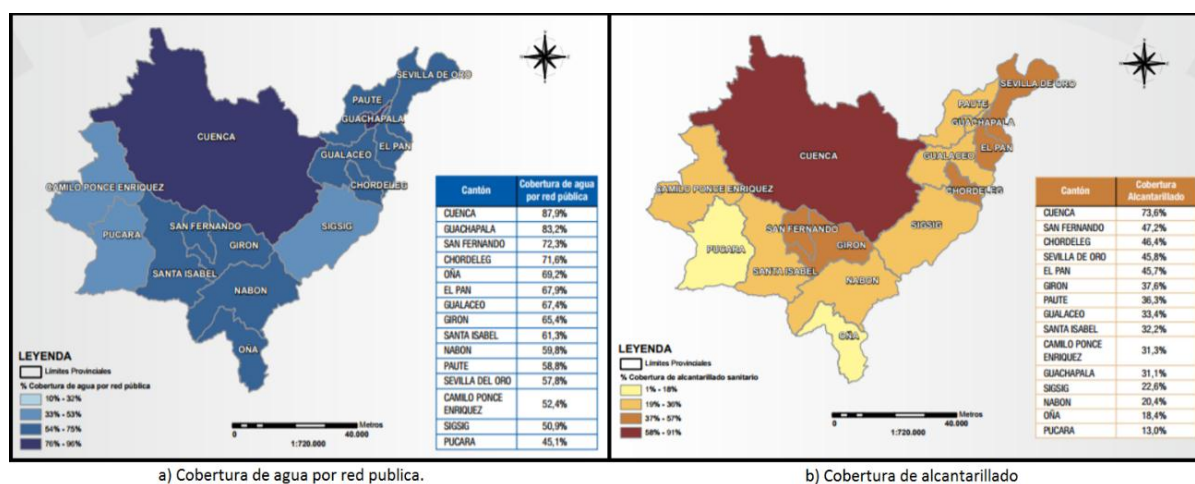 SEVILLA DE ORO
PAUTE
GUACHAPALA
CUENCA
EL PAN
GUALACEO
CHORDELEG
CAMILO PONCE ENRIQUEZ
SAN FERNANDO
SIGSIG
PUCARA
GIRON
SANTA ISABEL
NABON
OÑA
LEYENDA
Límites Provinciales
% Cobertura de agua por red pública
10% - 32%
33% - 53%
54% - 75%
76% - 96%
Metros
0 40.000
1:720.000
Cantón Cobertura de agua por red pública
CUENCA 87,9%
GUACHAPALA 83,2%
SAN FERNANDO 72,3%
CHORDELEG 71,6%
OÑA 69,2%
EL PAN 67,9%
GUALACEO 67,4%
GIRON 65,4%
SANTA ISABEL 61,3%
NABON 59,8%
PAUTE 58,8%
SEVILLA DEL ORO 57,8%
CAMILO PONCE ENRIQUEZ 52,4%
SIGSIG 50,9%
PUCARA 45,1%
a) Cobertura de agua por red publica.
SEVILLA DE ORO
PAUTE
GUACHAPALA
CUENCA
EL PAN
GUALACEO
CHORDELEG
CAMILO PONCE ENRIQUEZ
SAN FERNANDO
SIGSIG
PUCARA
GIRON
SANTA ISABEL
NABON
OÑA
LEYENDA
Límites Provinciales
% Cobertura de alcantarillado sanitario
1% - 18%
19% - 36%
37% - 57%
58% - 91%
Metros
0 40.000
1:720.000
Cantón Cobertura Alcantarillado
CUENCA 73,6%
SAN FERNANDO 47,2%
CHORDELEG 46,4%
SEVILLA DE ORO 45,8%
EL PAN 45,7%
GIRON 37,6%
PAUTE 36,3%
GUALACEO 33,4%
SANTA ISABEL 32,2%
CAMILO PONCE ENRIQUEZ 31,3%
GUACHAPALA 31,1%
SIGSIG 22,6%
NABON 20,4%
OÑA 18,4%
PUCARA 13,0%
b) Cobertura de alcantarillado